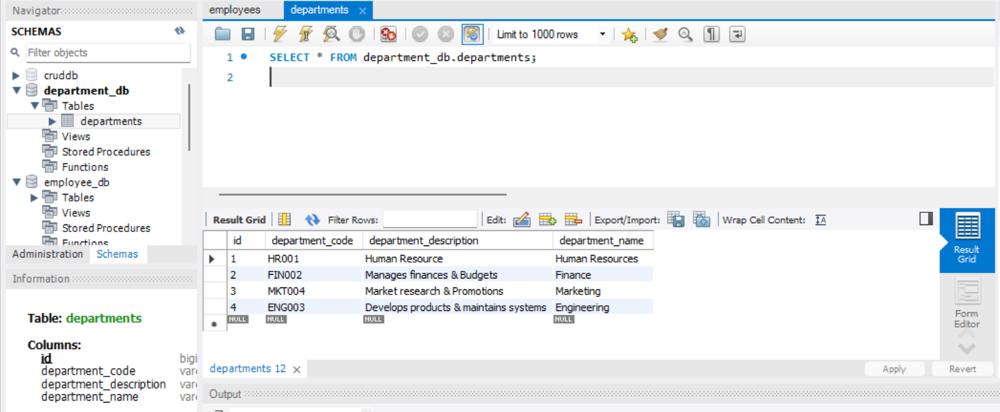 Navigator
SCHEMAS
Filter objects
cruddb
department_db
Tables
departments
Views
Stored Procedures
Functions
employee_db
Tables
Views
Stored Procedures
Functions
Administration Schemas
Information
Table: departments
Columns:
id bigi
department_code var
department_description var
department_name var
employees departments
Limit to 1000 rows
1 SELECT * FROM department_db.departments;
2
Result Grid Filter Rows: Edit: Export/Import: Wrap Cell Content:
id department_code department_description department_name
1 HR001 Human Resource Human Resources
2 FIN002 Manages finances & Budgets Finance
3 MKT004 Market research & Promotions Marketing
4 ENG003 Develops products & maintains systems Engineering
NULL NULL NULL NULL
Result
Grid
Form
Editor
departments 12
Apply Revert
Output